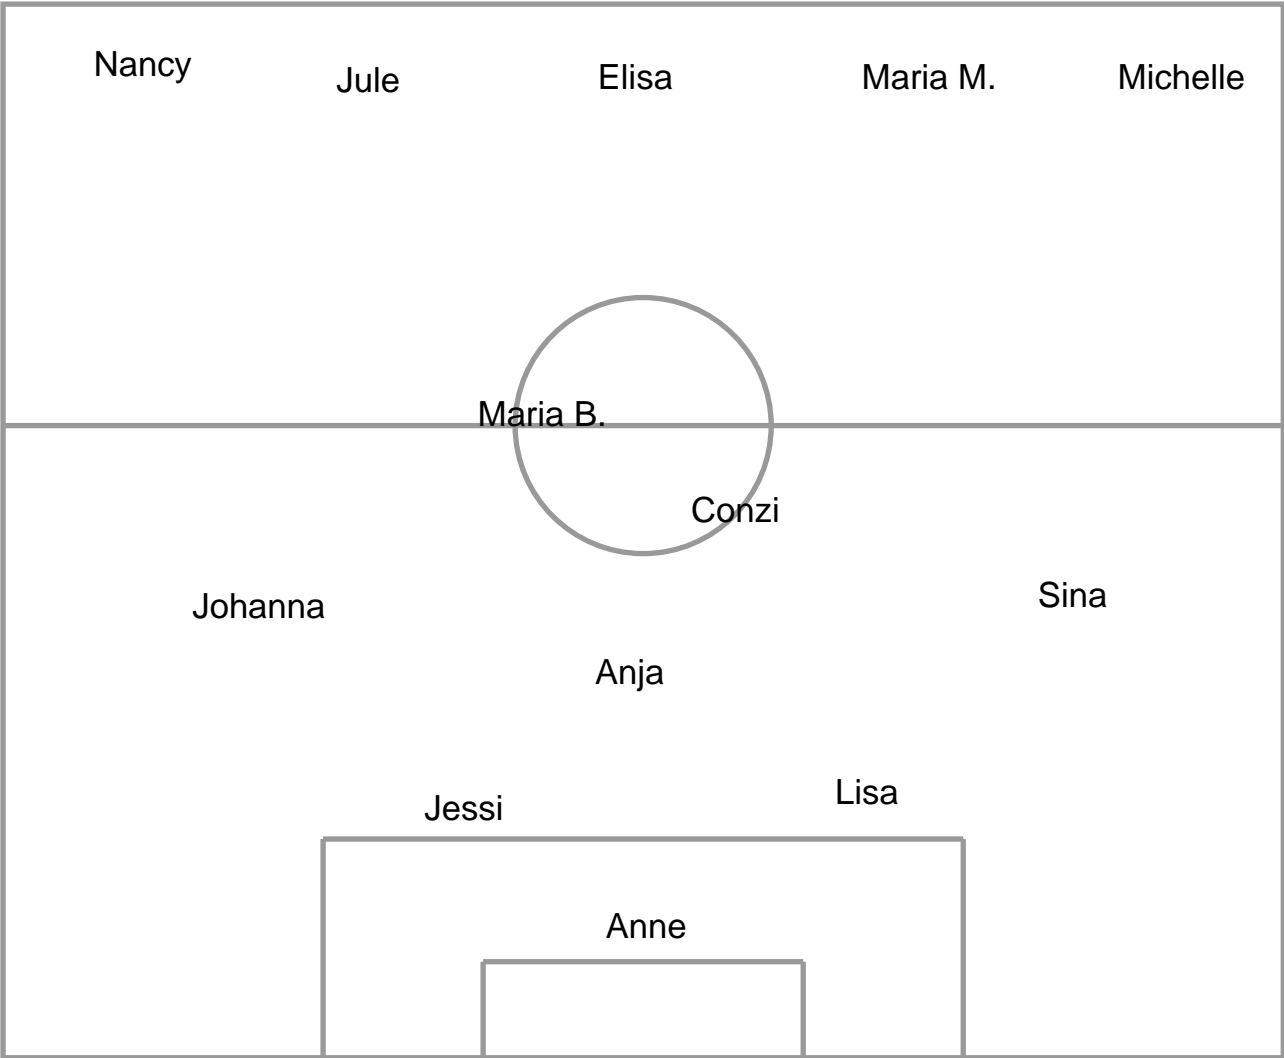 Nancy
Jule
Elisa
Maria M.
Michelle
Maria B.
Conzi
Johanna
Sina
Anja
Jessi
Lisa
Anne